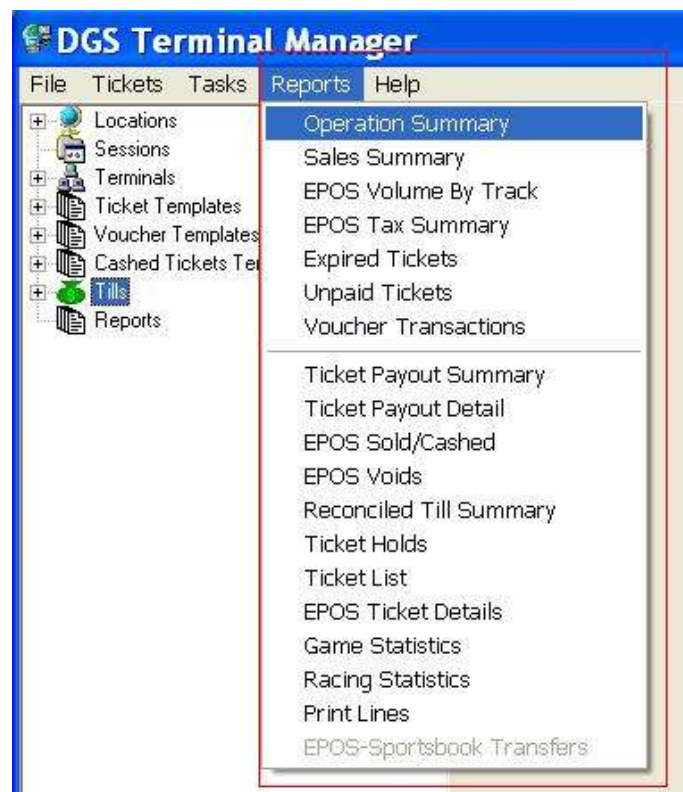 DGS Terminal Manager
File Tickets Tasks Reports Help
Locations
Sessions
Terminals
Ticket Templates
Voucher Templates
Cashed Tickets
Tills
Reports
Operation Summary
Sales Summary
EPOS Volume By Track
EPOS Tax Summary
Expired Tickets
Unpaid Tickets
Voucher Transactions
Ticket Payout Summary
Ticket Payout Detail
EPOS Sold/Cashed
EPOS Voids
Reconciled Till Summary
Ticket Holds
Ticket List
EPOS Ticket Details
Game Statistics
Racing Statistics
Print Lines
EPOS-Sportsbook Transfers